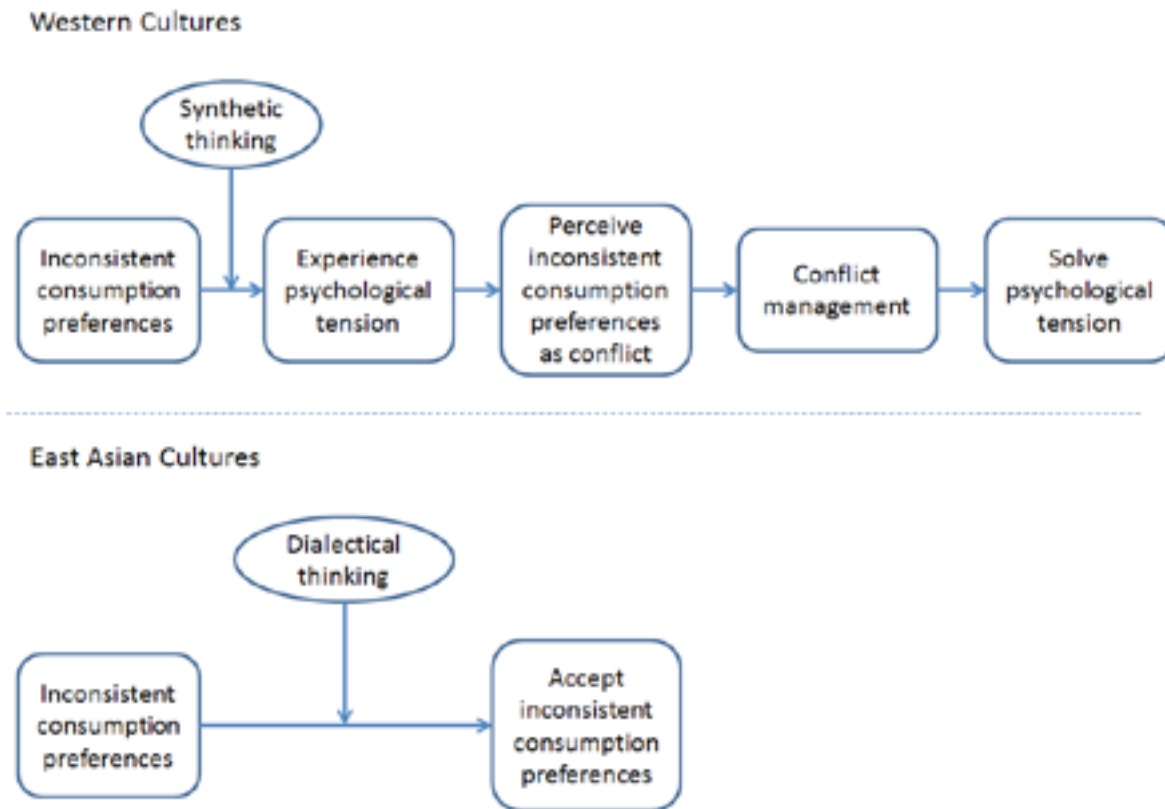 Western Cultures
Synthetic
thinking
Inconsistent
consumption
preferences
Experience
psychological
tension
Perceive
inconsistent
consumption
preferences
as conflict
Conflict
management
Solve
psychological
tension
East Asian Cultures
Dialectical
thinking
Inconsistent
consumption
preferences
Accept
inconsistent
consumption
preferences